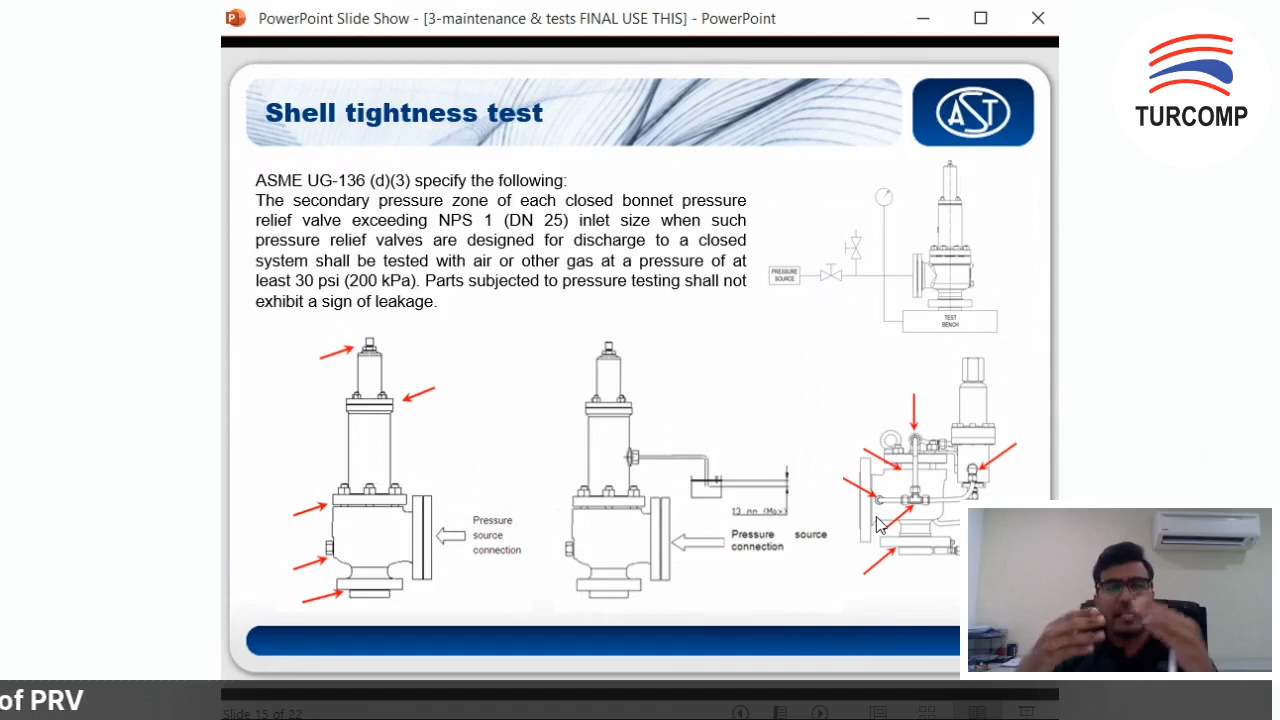 PowerPoint Slide Show - [3-maintenance & tests FINAL USE THIS] - PowerPoint
TURCOMP
Shell tightness test
AST
ASME UG-136 (d)(3) specify the following:
The secondary pressure zone of each closed bonnet pressure
relief valve exceeding NPS 1 (DN 25) inlet size when such
pressure relief valves are designed for discharge to a closed
system shall be tested with air or other gas at a pressure of at
least 30 psi (200 kPa). Parts subjected to pressure testing shall not
exhibit a sign of leakage.
PRESSURE
SOURCE
TEST
BENCH
Pressure
source
connection
13 mm (Max)
Pressure source
connection
of PRV
Slide 15 of 22